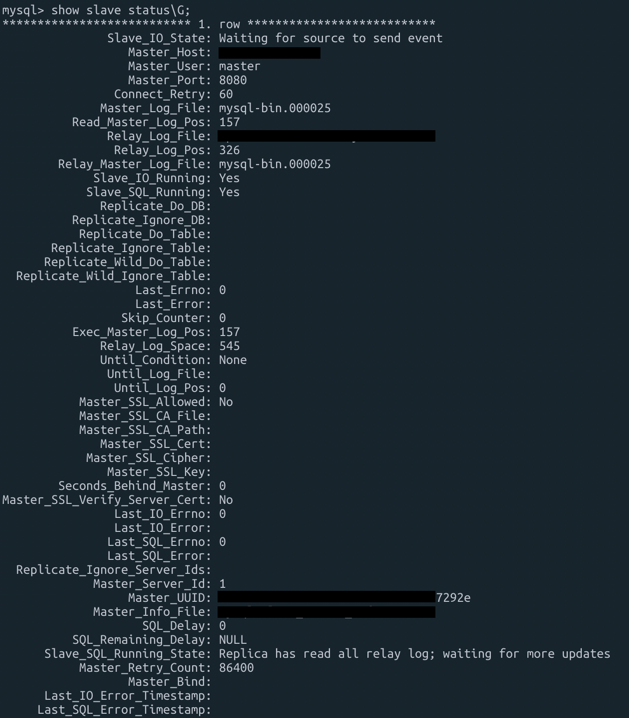 mysql> show slave status\G;
*************************** 1. row ***************************
Slave_IO_State: Waiting for source to send event
Master_Host:
Master_User: master
Master_Port: 8080
Connect_Retry: 60
Master_Log_File: mysql-bin.000025
Read_Master_Log_Pos: 157
Relay_Log_File:
Relay_Log_Pos: 326
Relay_Master_Log_File: mysql-bin.000025
Slave_IO_Running: Yes
Slave_SQL_Running: Yes
Replicate_Do_DB:
Replicate_Ignore_DB:
Replicate_Do_Table:
Replicate_Ignore_Table:
Replicate_Wild_Do_Table:
Replicate_Wild_Ignore_Table:
Last_Errno: 0
Last_Error:
Skip_Counter: 0
Exec_Master_Log_Pos: 157
Relay_Log_Space: 545
Until_Condition: None
Until_Log_File:
Until_Log_Pos: 0
Master_SSL_Allowed: No
Master_SSL_CA_File:
Master_SSL_CA_Path:
Master_SSL_Cert:
Master_SSL_Cipher:
Master_SSL_Key:
Seconds_Behind_Master: 0
Master_SSL_Verify_Server_Cert: No
Last_IO_Errno: 0
Last_IO_Error:
Last_SQL_Errno: 0
Last_SQL_Error:
Replicate_Ignore_Server_Ids:
Master_Server_Id: 1
Master_UUID: 7292e
Master_Info_File:
SQL_Delay: 0
SQL_Remaining_Delay: NULL
Slave_SQL_Running_State: Replica has read all relay log; waiting for more updates
Master_Retry_Count: 86400
Master_Bind:
Last_IO_Error_Timestamp:
Last_SQL_Error_Timestamp: